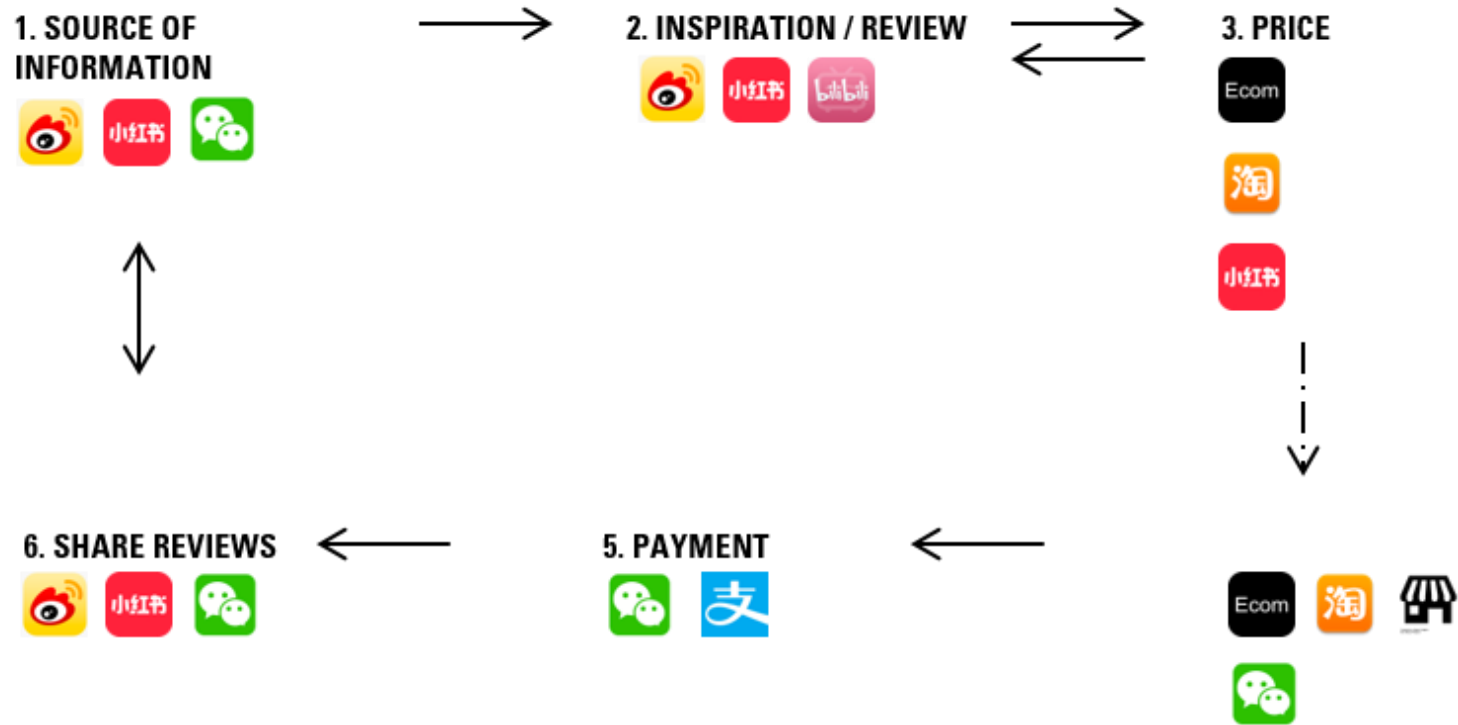 1. SOURCE OF
INFORMATION
2. INSPIRATION / REVIEW
3. PRICE
小红书
小红书
bilibili
Ecom
淘
小红书
6. SHARE REVIEWS
5. PAYMENT
小红书
支
Ecom
淘